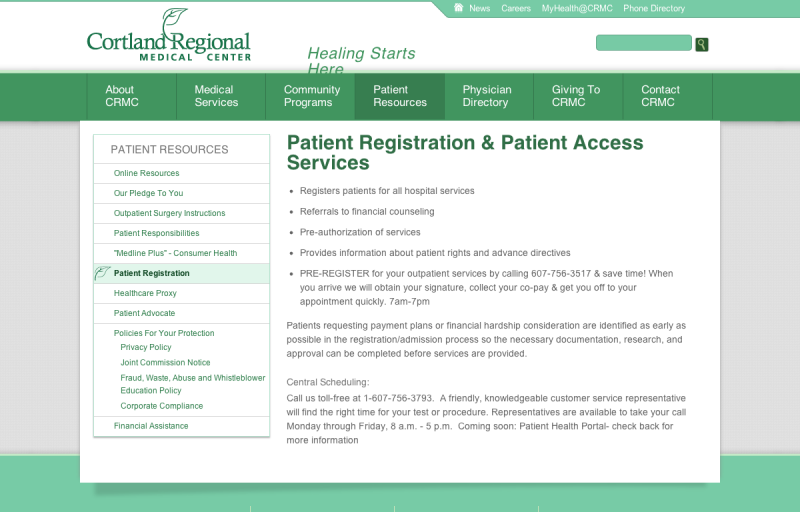 News Careers MyHealth@CRMC Phone Directory
Cortland Regional
MEDICAL CENTER
Healing Starts
Here
About
CRMC
Medical
Services
Community
Programs
Patient
Resources
Physician
Directory
Giving To
CRMC
Contact
CRMC
PATIENT RESOURCES
Online Resources
Our Pledge To You
Outpatient Surgery Instructions
Patient Responsibilities
"Medline Plus" - Consumer Health
Patient Registration
Healthcare Proxy
Patient Advocate
Policies For Your Protection
Privacy Policy
Joint Commission Notice
Fraud, Waste, Abuse and Whistleblower
Education Policy
Corporate Compliance
Financial Assistance
Patient Registration & Patient Access
Services
• Registers patients for all hospital services
• Referrals to financial counseling
• Pre-authorization of services
• Provides information about patient rights and advance directives
• PRE-REGISTER for your outpatient services by calling 607-756-3517 & save time! When
you arrive we will obtain your signature, collect your co-pay & get you off to your
appointment quickly. 7am-7pm
Patients requesting payment plans or financial hardship consideration are identified as early as
possible in the registration/admission process so the necessary documentation, research, and
approval can be completed before services are provided.
Central Scheduling:
Call us toll-free at 1-607-756-3793. A friendly, knowledgeable customer service representative
will find the right time for your test or procedure. Representatives are available to take your call
Monday through Friday, 8 a.m. - 5 p.m. Coming soon: Patient Health Portal- check back for
more information